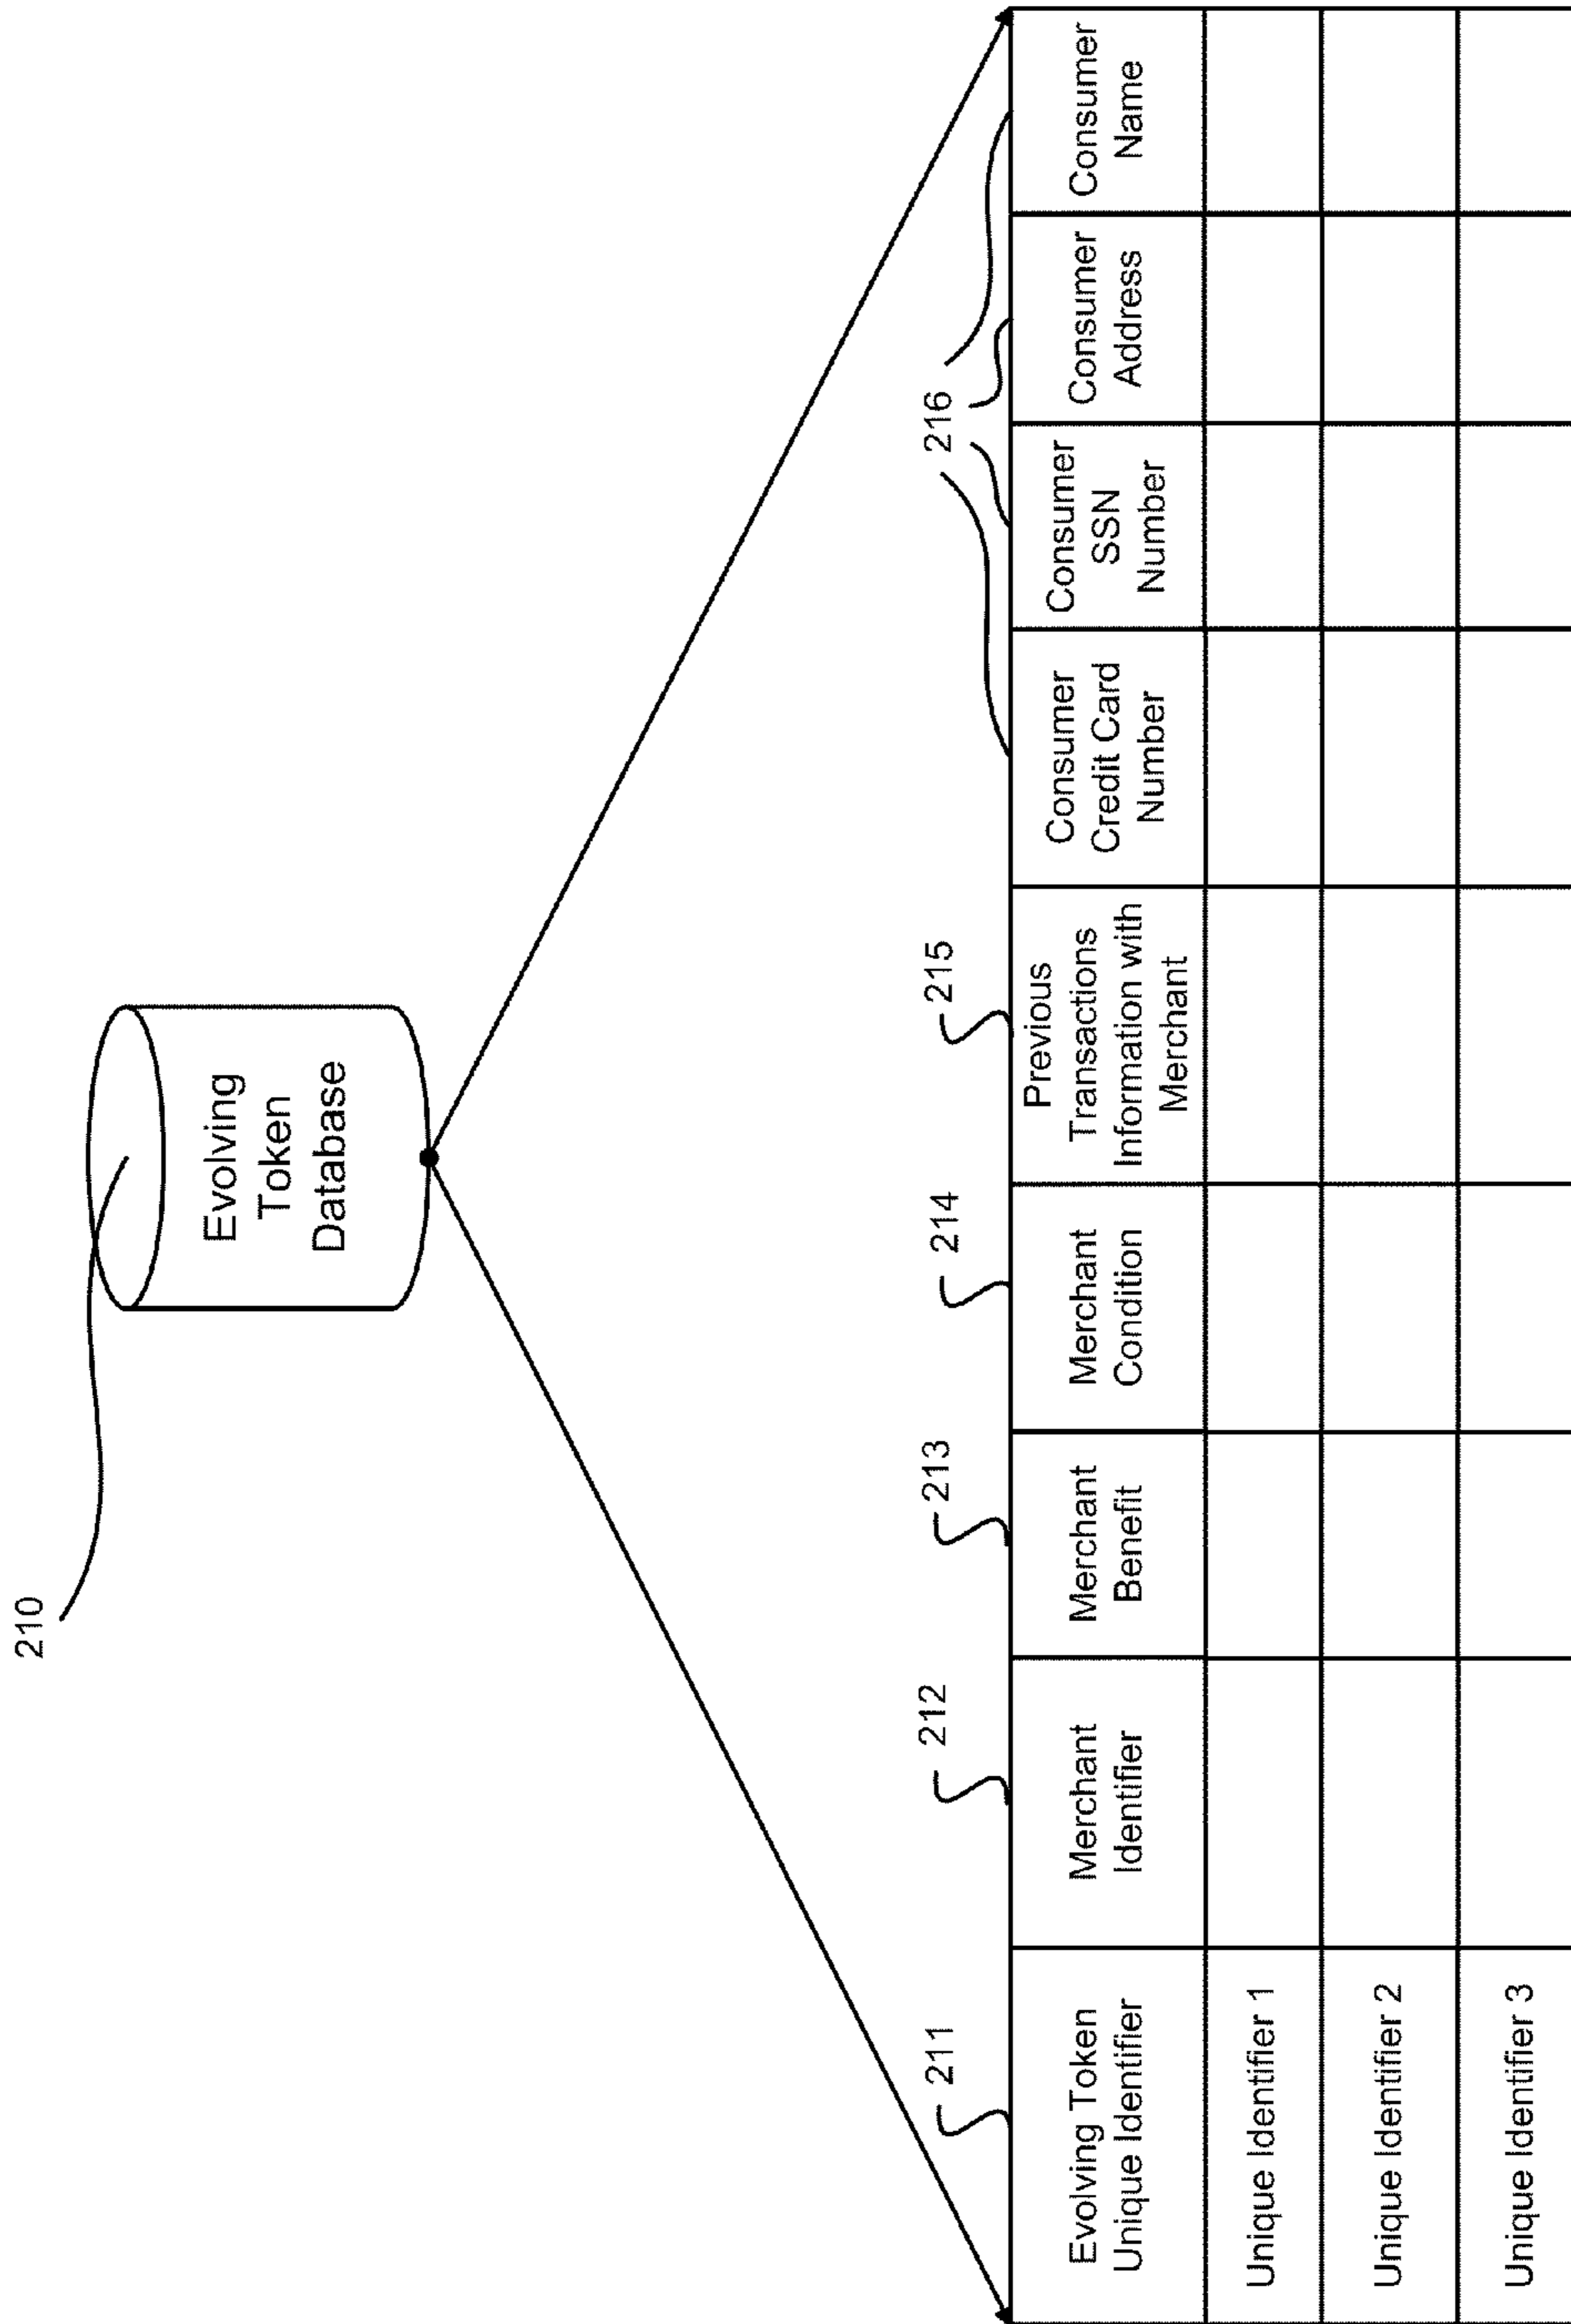 210
Evolving
Token
Database
211
212
213
214
215
216
Evolving Token
Unique Identifier
Merchant
Identifier
Merchant
Benefit
Merchant
Condition
Previous
Transactions
Information with
Merchant
Consumer
Credit Card
Number
Consumer
SSN
Number
Consumer
Address
Consumer
Name
Unique Identifier 1
Unique Identifier 2
Unique Identifier 3